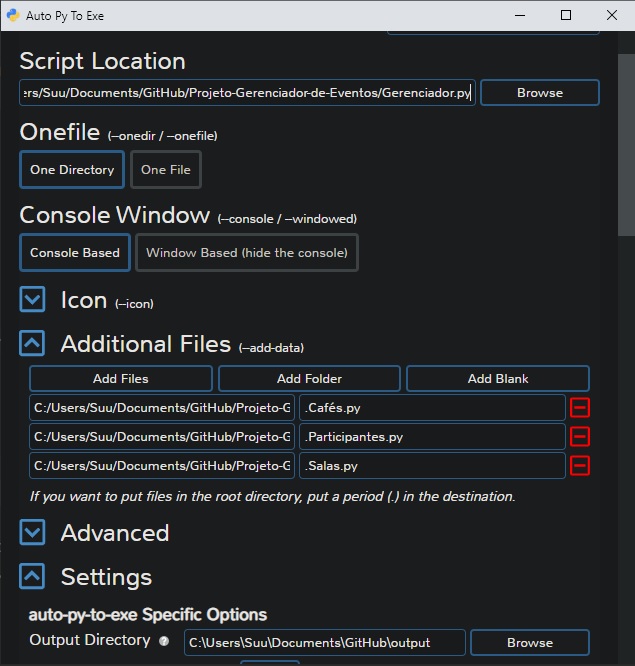 Auto Py To Exe
Script Location
rs/Suu/Documents/GitHub/Projeto-Gerenciador-de-Eventos/Gerenciador.py
Browse
Onefile (--onedir / --onefile)
One Directory
One File
Console Window (--console / --windowed)
Console Based
Window Based (hide the console)
Icon (--icon)
Additional Files (--add-data)
Add Files
Add Folder
Add Blank
C:/Users/Suu/Documents/GitHub/Projeto-G
.Cafés.py
C:/Users/Suu/Documents/GitHub/Projeto-G
.Participantes.py
C:/Users/Suu/Documents/GitHub/Projeto-G
.Salas.py
If you want to put files in the root directory, put a period (.) in the destination.
Advanced
Settings
auto-py-to-exe Specific Options
Output Directory ?
C:\Users\Suu\Documents\GitHub\output
Browse